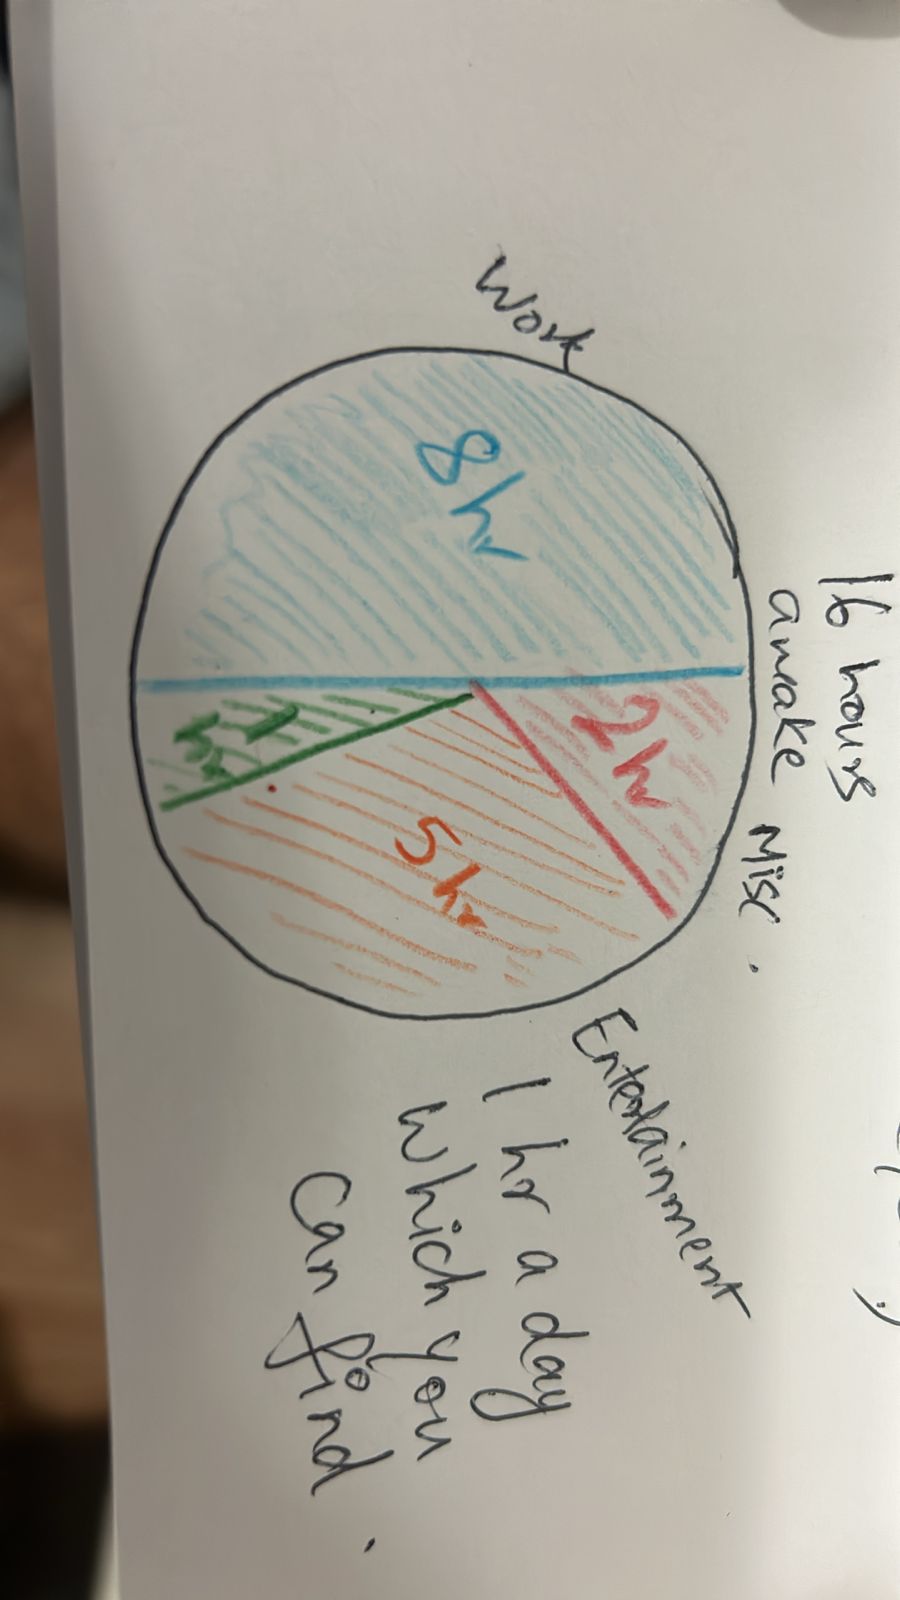 16 hours
awake
Misc.
Entertainment
Work
2hr
8hr
5hr
1
hr
1 hr a day
which you
can find.